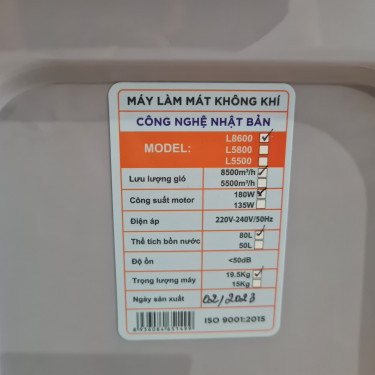 MÁY LÀM MÁT KHÔNG KHÍ
CÔNG NGHỆ NHẬT BẢN
MODEL: L8600 ✓
L5800
L5500
Lưu lượng gió 8500m³/h ✓
5500m³/h
Công suất motor 180W ✓
135W
Điện áp 220V-240V/50Hz
Thể tích bồn nước 80L ✓
50L
Độ ồn <50dB
Trọng lượng máy 19.5Kg ✓
15Kg
Ngày sản xuất 02/2023
ISO 9001:2015